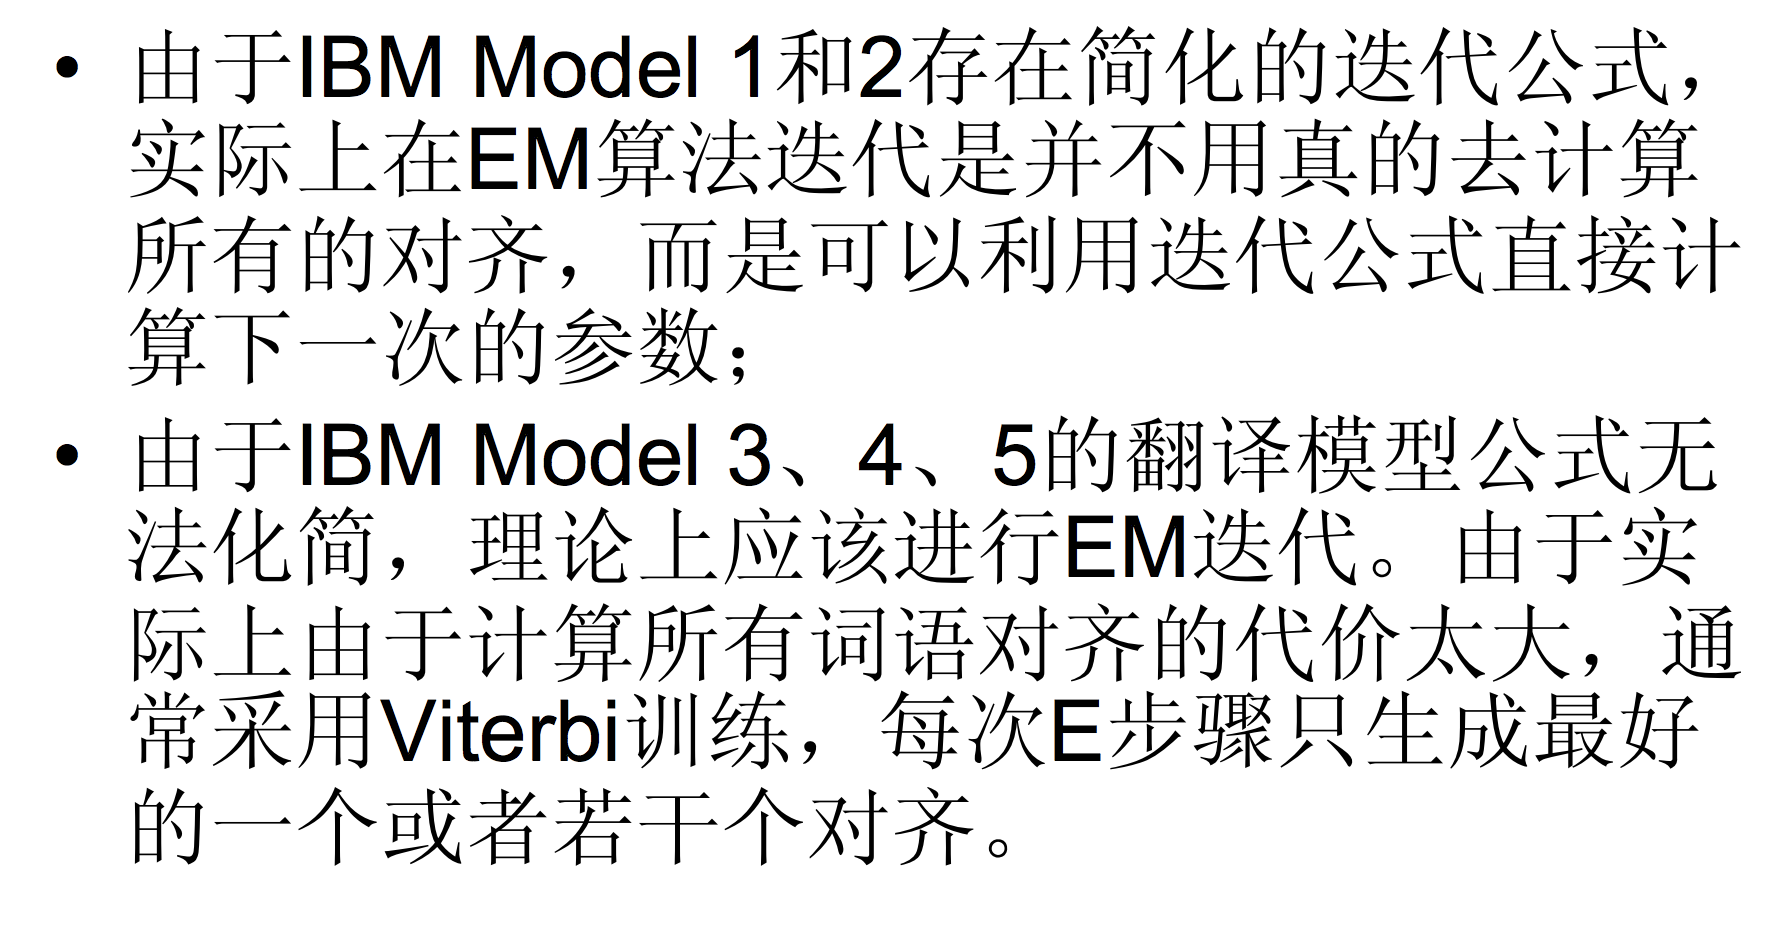 • 由于IBM Model 1和2存在简化的迭代公式，
实际上在EM算法迭代是并不用真的去计算
所有的对齐，而是可以利用迭代公式直接计
算下一次的参数；
• 由于IBM Model 3、4、5的翻译模型公式无
法化简，理论上应该进行EM迭代。由于实
际上由于计算所有词语对齐的代价太大，通
常采用Viterbi训练，每次E步骤只生成最好
的一个或者若干个对齐。